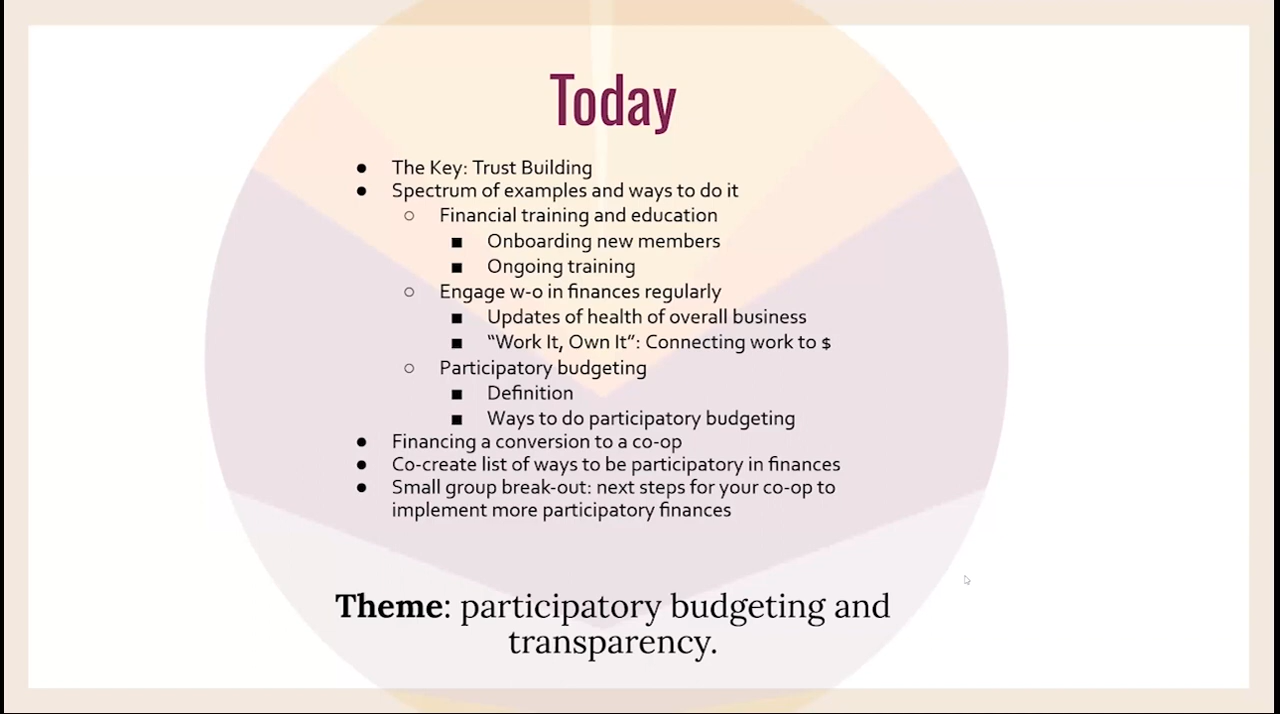 Today
● The Key: Trust Building
● Spectrum of examples and ways to do it
○ Financial training and education
■ Onboarding new members
■ Ongoing training
○ Engage w-o in finances regularly
■ Updates of health of overall business
■ “Work It, Own It”: Connecting work to $
○ Participatory budgeting
■ Definition
■ Ways to do participatory budgeting
● Financing a conversion to a co-op
● Co-create list of ways to be participatory in finances
● Small group break-out: next steps for your co-op to
implement more participatory finances
Theme: participatory budgeting and
transparency.